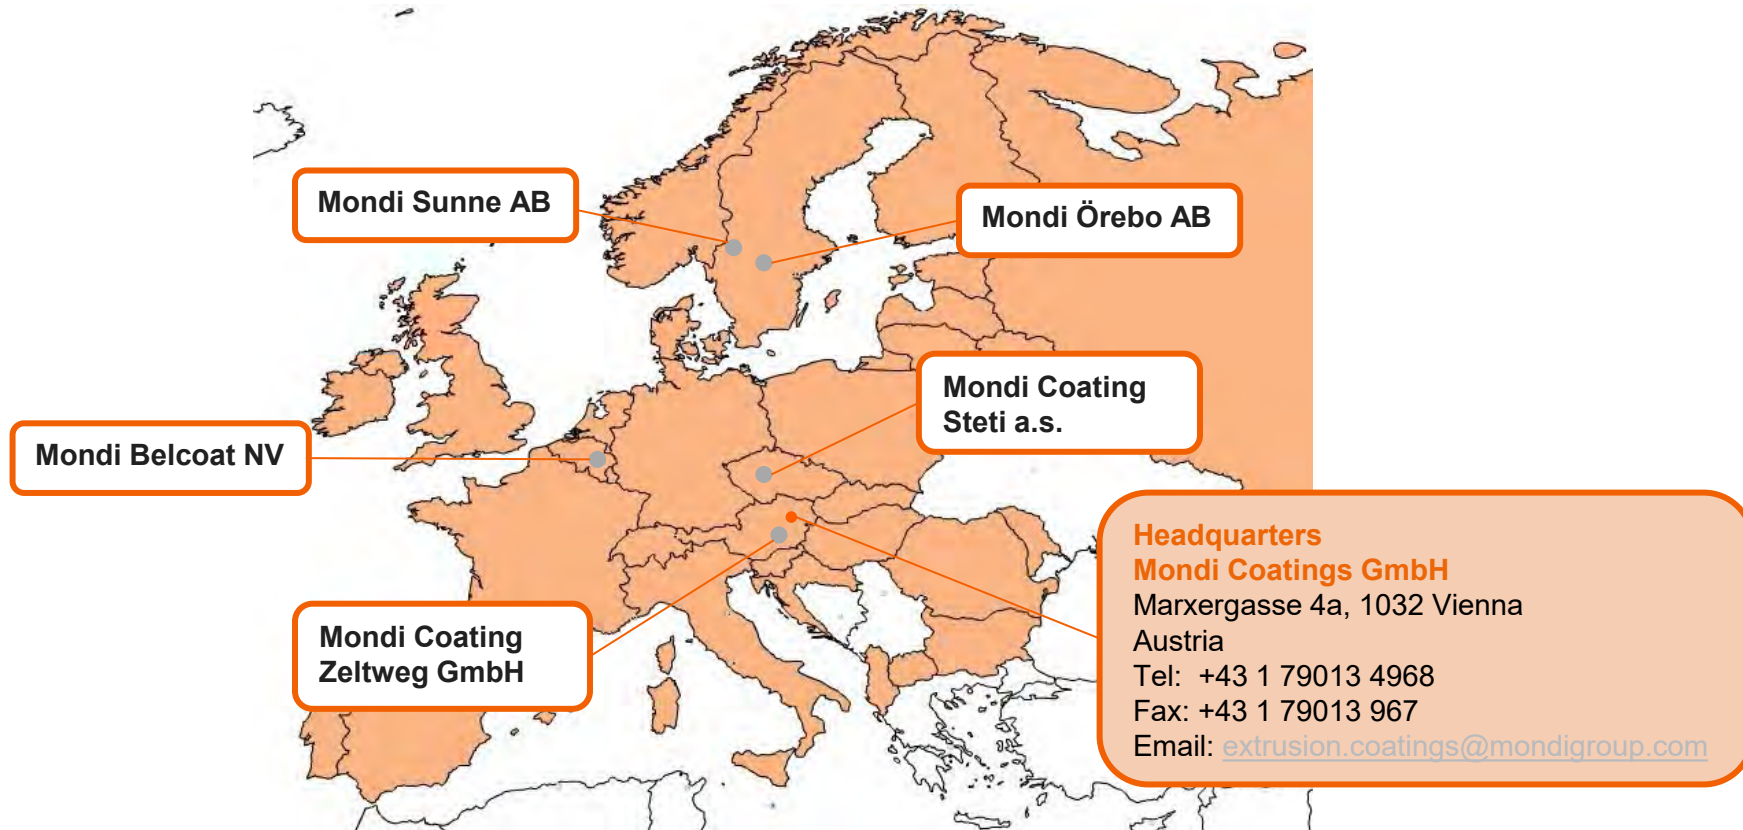 Mondi Sunne AB
Mondi Örebo AB
Mondi Coating
Steti a.s.
Mondi Belcoat NV
Headquarters
Mondi Coatings GmbH
Marxergasse 4a, 1032 Vienna
Austria
Tel: +43 1 79013 4968
Fax: +43 1 79013 967
Email: extrusion.coatings@mondigroup.com
Mondi Coating
Zeltweg GmbH